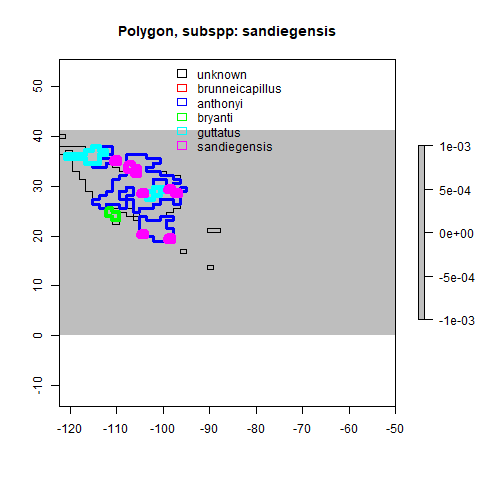 Polygon, subspp: sandiegensis
unknown
brunneicapillus
anthonyi
bryanti
guttatus
sandiegensis
50
40
30
20
10
0
-10
-120 -110 -100 -90 -80 -70 -60 -50
1e-03
5e-04
0e+00
-5e-04
-1e-03